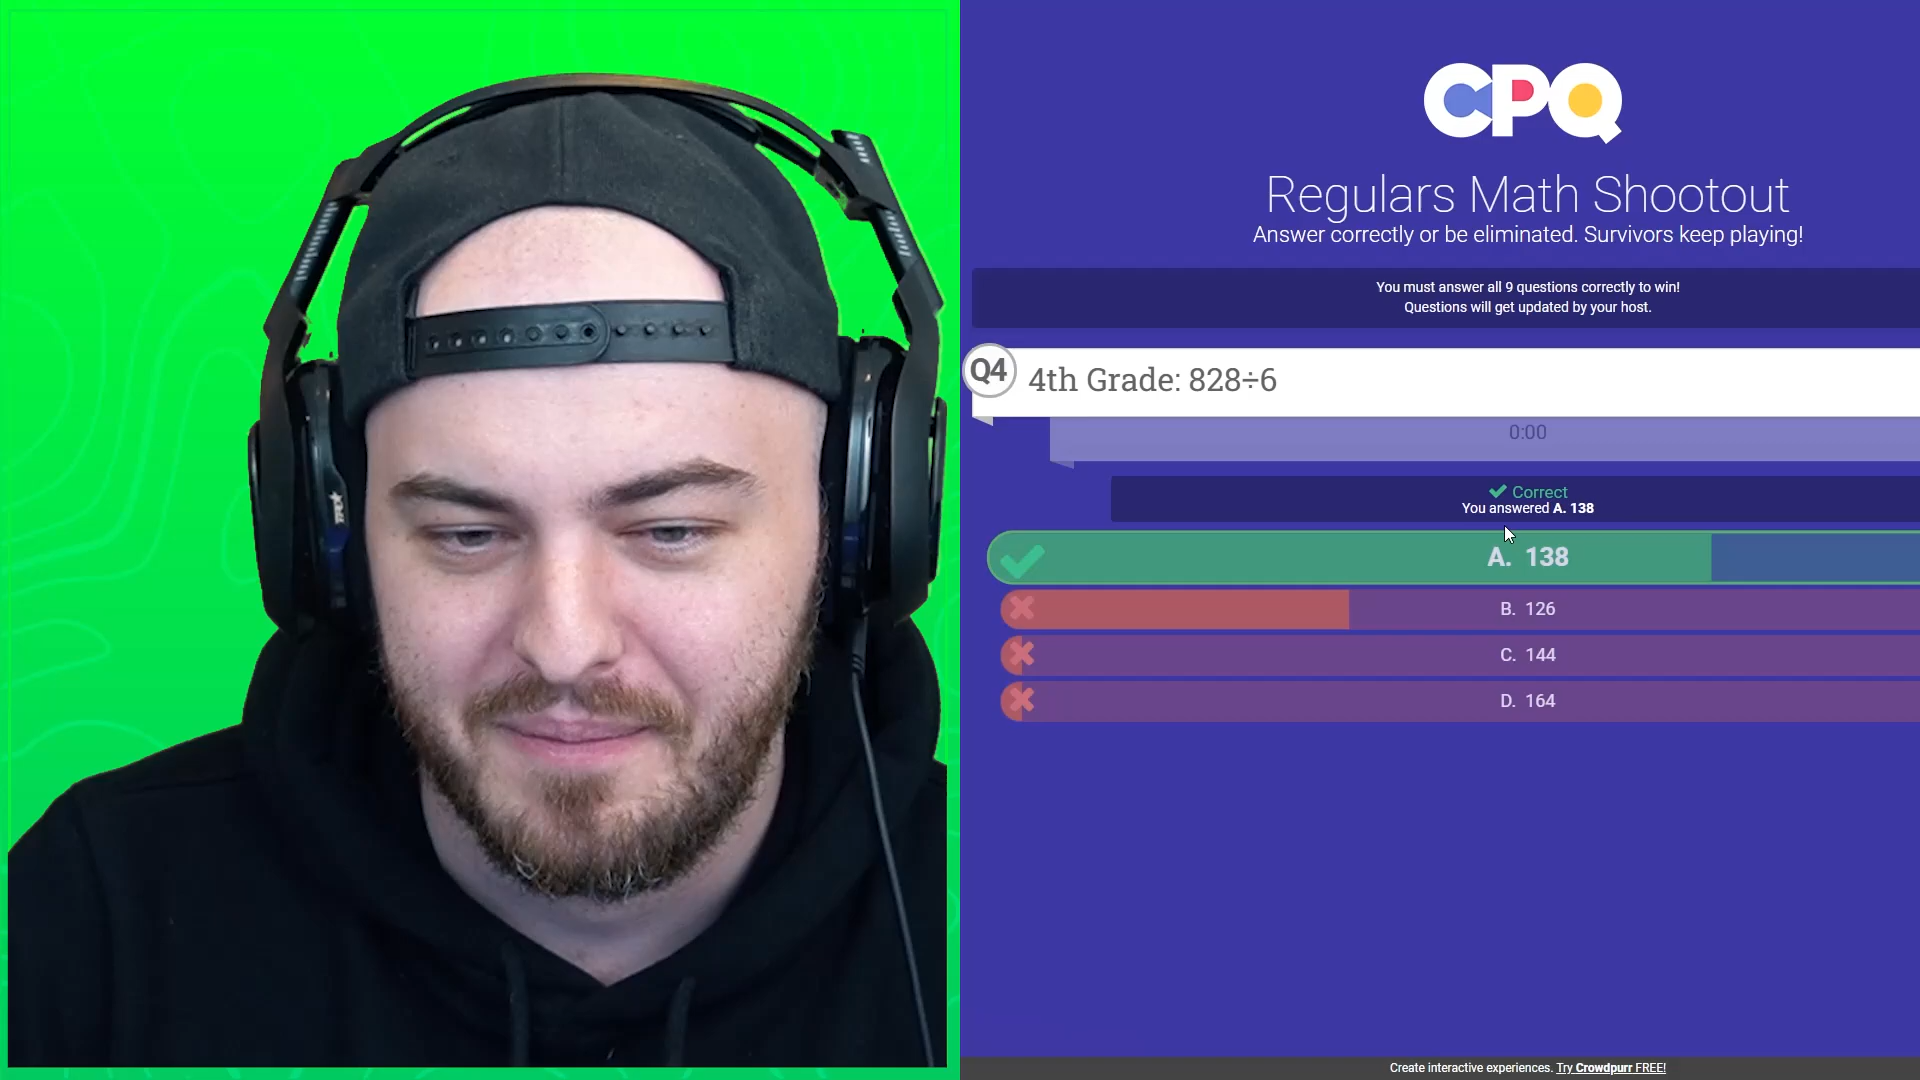 CPQ
Regulars Math Shootout
Answer correctly or be eliminated. Survivors keep playing!
You must answer all 9 questions correctly to win!
Questions will get updated by your host.
Q4
4th Grade: 828÷6
0:00
Correct
You answered A. 138
A. 138
B. 126
C. 144
D. 164
Create interactive experiences. Try Crowdpurr FREE!